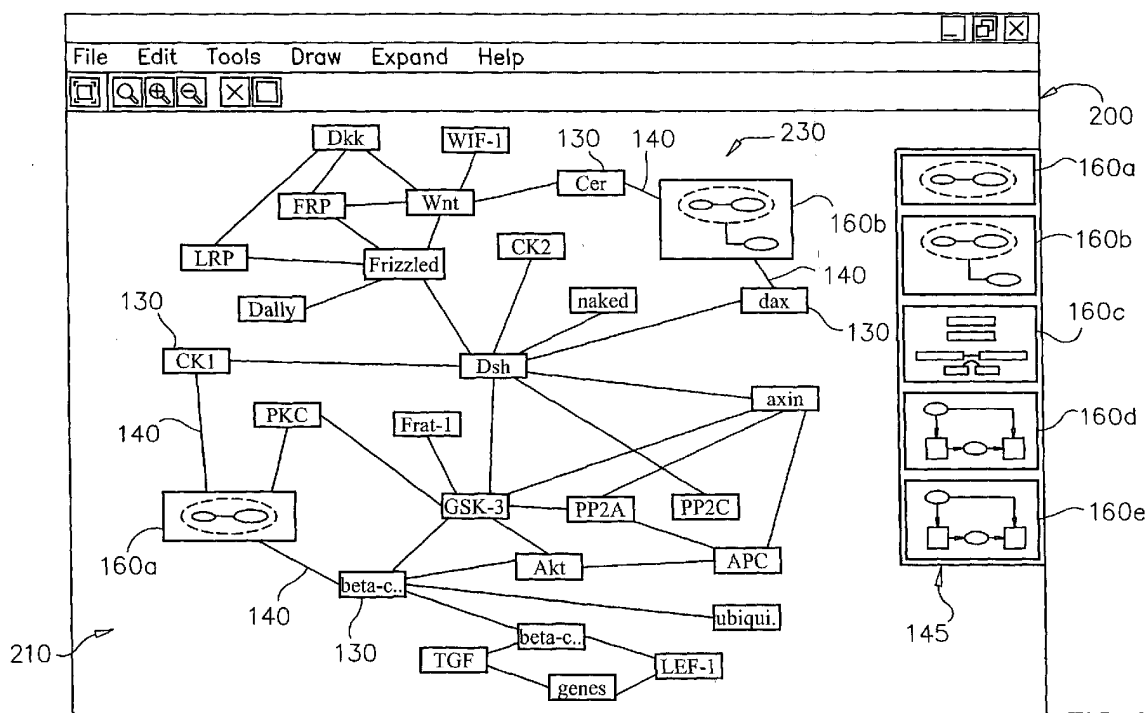 File Edit Tools Draw Expand Help
200
Dkk
WIF-1
130
140
230
160a
Cer
FRP
Wnt
160b
160b
CK2
LRP
Frizzled
140
Dally
naked
dax
130
160c
130
CK1
Dsh
axin
PKC
Frat-1
160d
140
GSK-3
PP2A
PP2C
160e
160a
Akt
APC
140
beta-c..
145
ubiqui.
210
130
beta-c..
TGF
LEF-1
genes